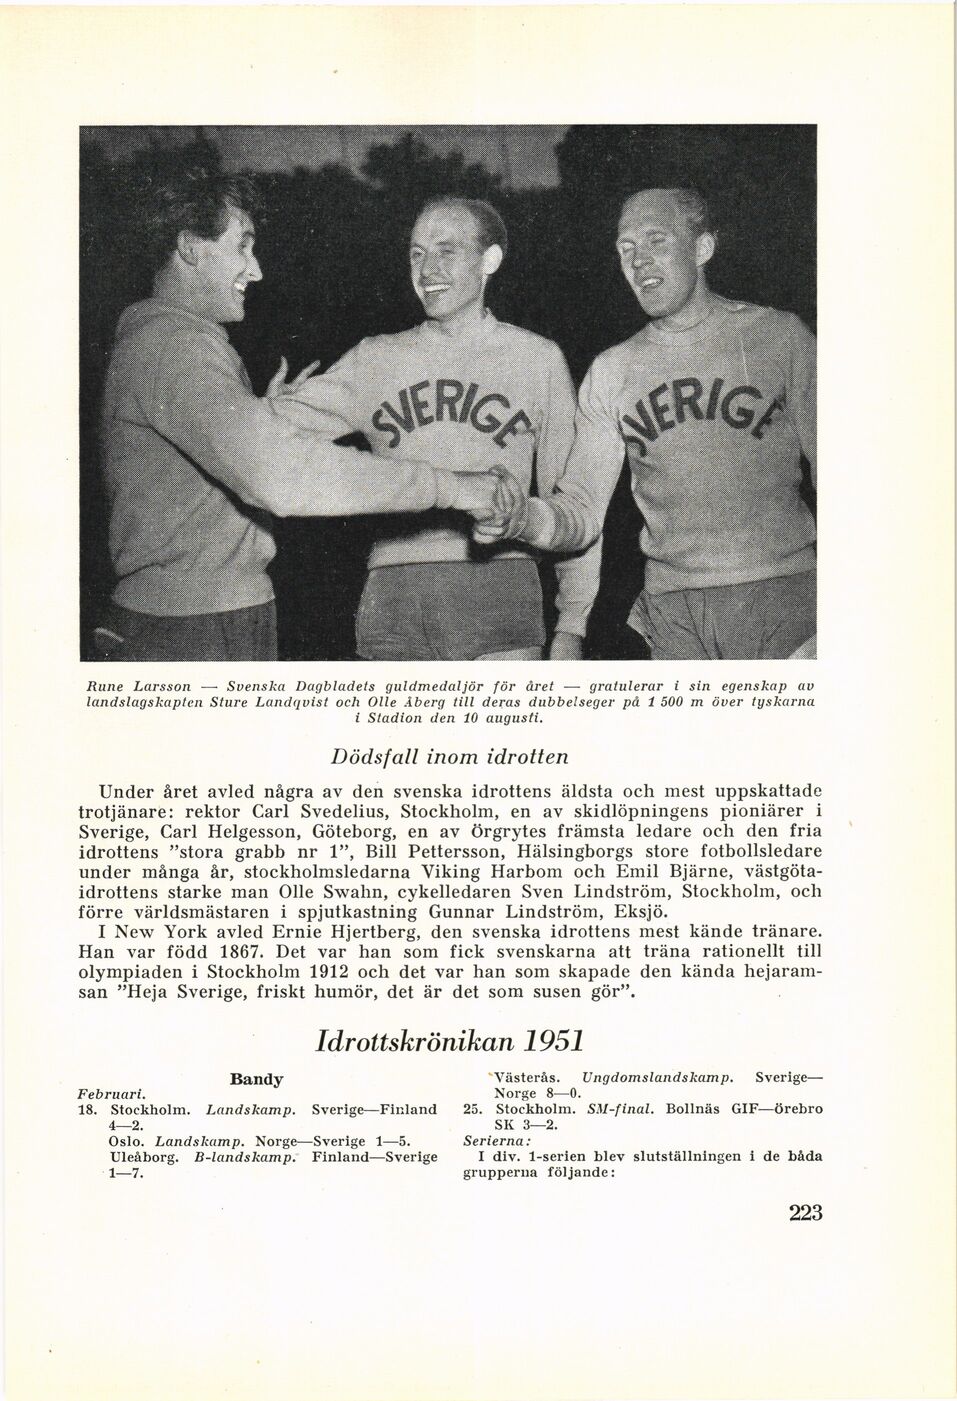 SVERIGE
SVERIGE
Rune Larsson — Svenska Dagbladets guldmedaljör för året — gratulerar i sin egenskap av
landslagskapten Sture Landqvist och Olle Åberg till deras dubbelseger på 1 500 m över tyskarna
i Stadion den 10 augusti.
Dödsfall inom idrotten
Under året avled några av den svenska idrottens äldsta och mest uppskattade
trotjänare: rektor Carl Svedelius, Stockholm, en av skidlöpningens pioniärer i
Sverige, Carl Helgesson, Göteborg, en av Örgrytes främsta ledare och den fria
idrottens ”stora grabb nr 1”, Bill Pettersson, Hälsingborgs store fotbollsledare
under många år, stockholmsledarna Viking Harbom och Emil Bjärne, västgöta-
idrottens starke man Olle Swahn, cykelledaren Sven Lindström, Stockholm, och
förre världsmästaren i spjutkastning Gunnar Lindström, Eksjö.
I New York avled Ernie Hjertberg, den svenska idrottens mest kände tränare.
Han var född 1867. Det var han som fick svenskarna att träna rationellt till
olympiaden i Stockholm 1912 och det var han som skapade den kända hejaram-
san ”Heja Sverige, friskt humör, det är det som susen gör”.
Idrottskrönikan 1951
Bandy
Februari.
18. Stockholm. Landskamp. Sverige—Finland
4—2.
Oslo. Landskamp. Norge—Sverige 1—5.
Uleåborg. B-landskamp. Finland—Sverige
1—7.
Västerås. Ungdomslandskamp. Sverige—
Norge 8—0.
25. Stockholm. SM-final. Bollnäs GIF—Örebro
SK 3—2.
Serierna:
I div. 1-serien blev slutställningen i de båda
grupperna följande:
223